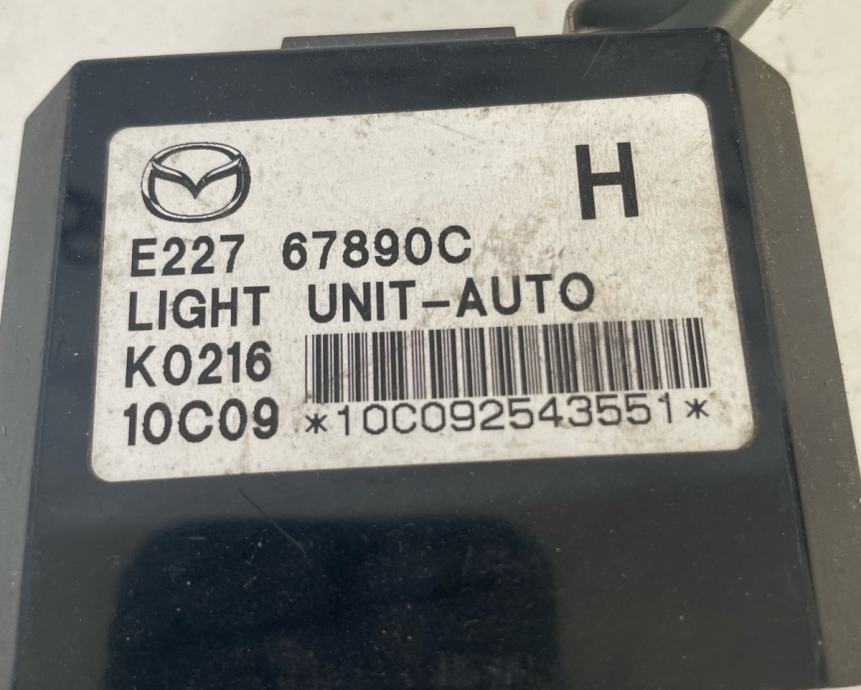 H
E227 67890C
LIGHT UNIT-AUTO
K0216
10C09 *10C092543551*